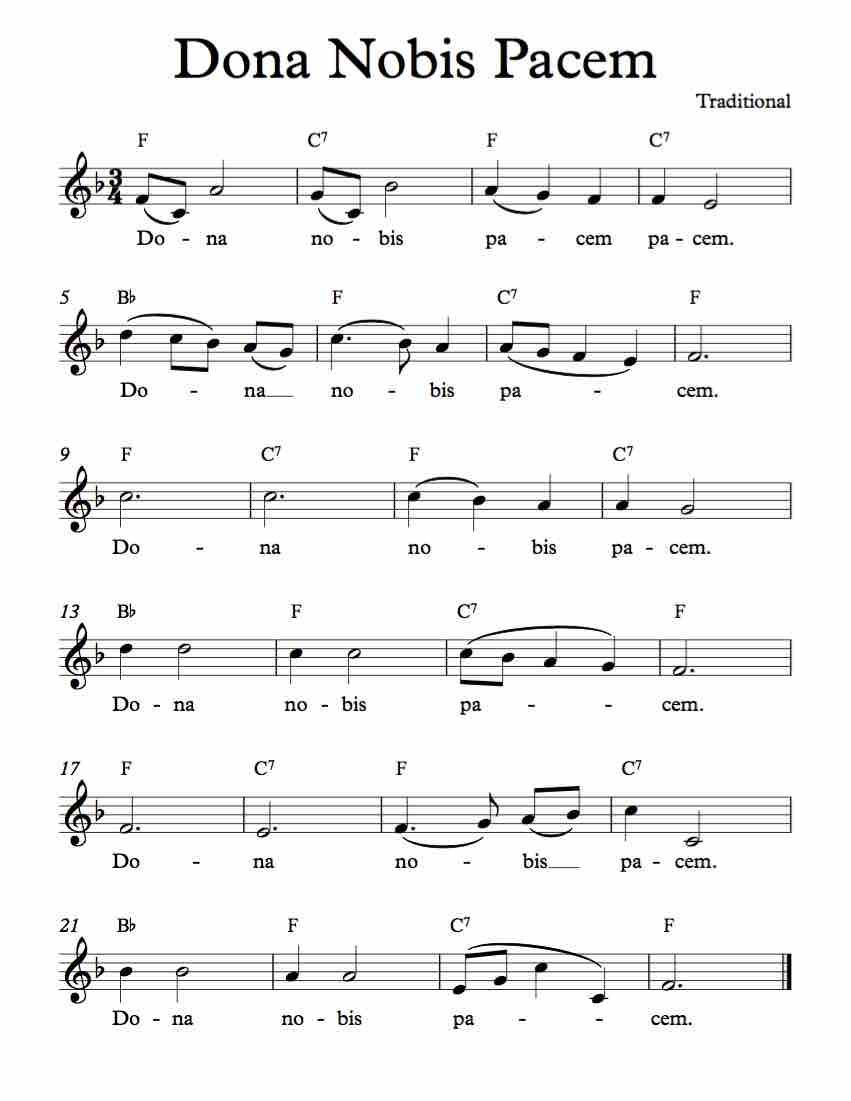 Dona Nobis Pacem
Traditional
F C7 F C7
3
4
Do - na no - bis pa - cem pa - cem.
5 B♭ F C7 F
Do - na no - bis pa - cem.
9 F C7 F C7
Do - na no - bis pa - cem.
13 B♭ F C7 F
Do - na no - bis pa - - cem.
17 F C7 F C7
Do - na no - bis pa - cem.
21 B♭ F C7 F
Do - na no - bis pa - - cem.